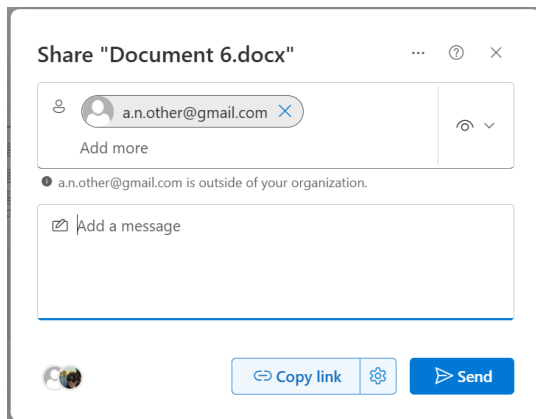 Share "Document 6.docx"
a.n.other@gmail.com
Add more
a.n.other@gmail.com is outside of your organization.
Add a message
Copy link
Send